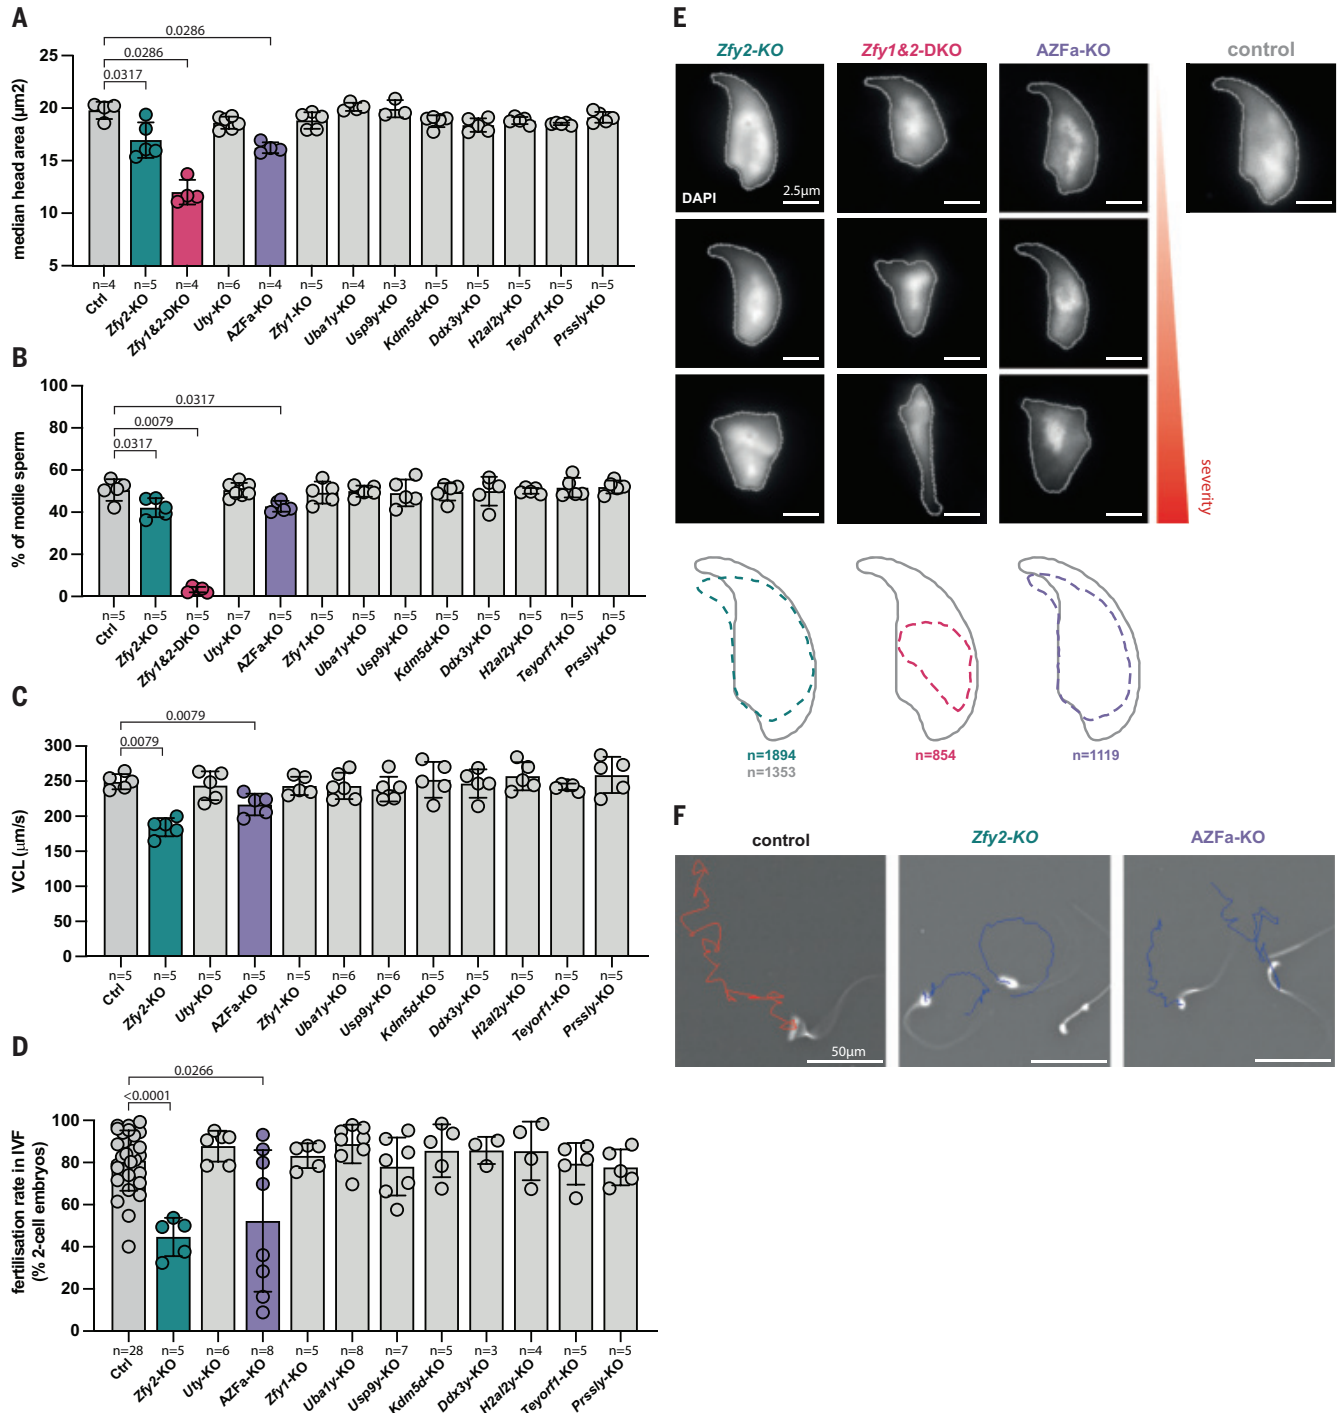 A
0.0286
0.0286
0.0317
25
20
15
10
5
median head area (µm2)
n=4 n=5 n=4 n=6 n=4 n=5 n=4 n=3 n=5 n=5 n=5 n=5 n=5
Ctrl Zfy2-KO Zfy1&2-DKO Uty-KO AZFa-KO Zfy1-KO Uba1y-KO Usp9y-KO Kdm5d-KO Ddx3y-KO H2al2y-KO Teyorf1-KO Prssly-KO
B
0.0317
0.0079
0.0317
100
80
60
40
20
0
% of motile sperm
n=5 n=5 n=5 n=7 n=5 n=5 n=5 n=5 n=5 n=5 n=5 n=5 n=5
Ctrl Zfy2-KO Zfy1&2-DKO Uty-KO AZFa-KO Zfy1-KO Uba1y-KO Usp9y-KO Kdm5d-KO Ddx3y-KO H2al2y-KO Teyorf1-KO Prssly-KO
C
0.0079
0.0079
300
250
200
150
100
50
0
VCL (µm/s)
n=5 n=5 n=5 n=5 n=5 n=6 n=6 n=5 n=5 n=5 n=5 n=5
Ctrl Zfy2-KO Uty-KO AZFa-KO Zfy1-KO Uba1y-KO Usp9y-KO Kdm5d-KO Ddx3y-KO H2al2y-KO Teyorf1-KO Prssly-KO
D
0.0266
<0.0001
100
80
60
40
20
0
fertilisation rate in IVF
(% 2-cell embryos)
n=28 n=5 n=6 n=8 n=5 n=8 n=7 n=5 n=3 n=4 n=5 n=5
Ctrl Zfy2-KO Uty-KO AZFa-KO Zfy1-KO Uba1y-KO Usp9y-KO Kdm5d-KO Ddx3y-KO H2al2y-KO Teyorf1-KO Prssly-KO
E
Zfy2-KO Zfy1&2-DKO AZFa-KO control
DAPI
2.5µm
severity
n=1894 n=854 n=1119
n=1353
F
control Zfy2-KO AZFa-KO
50µm